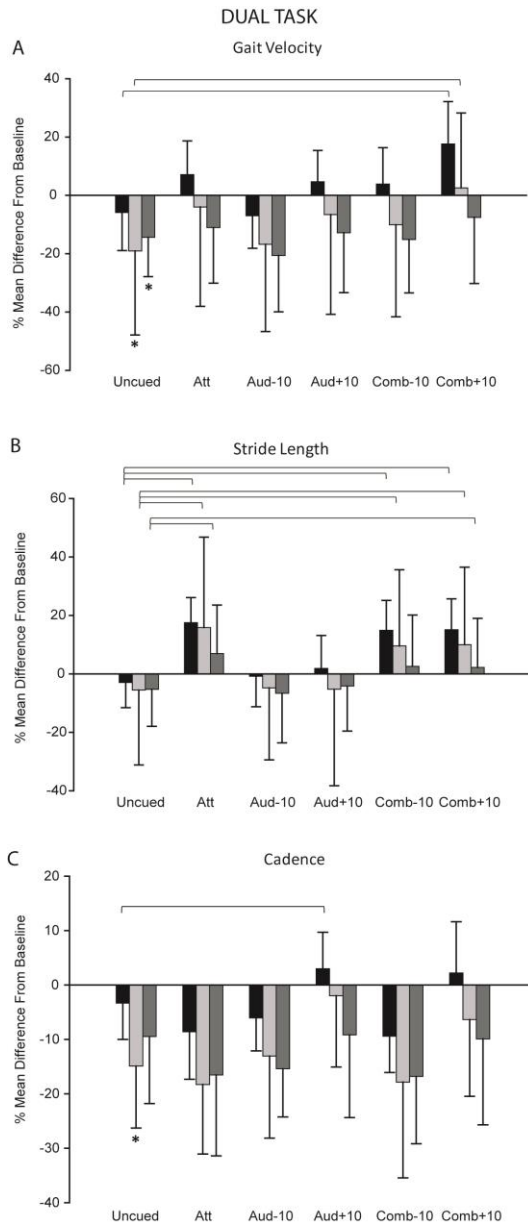 DUAL TASK
A
Gait Velocity
% Mean Difference From Baseline
40
20
0
-20
-40
-60
*
*
Uncued Att Aud-10 Aud+10 Comb-10 Comb+10
B
Stride Length
% Mean Difference From Baseline
60
40
20
0
-20
-40
Uncued Att Aud-10 Aud+10 Comb-10 Comb+10
C
Cadence
% Mean Difference From Baseline
20
10
0
-10
-20
-30
-40
*
Uncued Att Aud-10 Aud+10 Comb-10 Comb+10